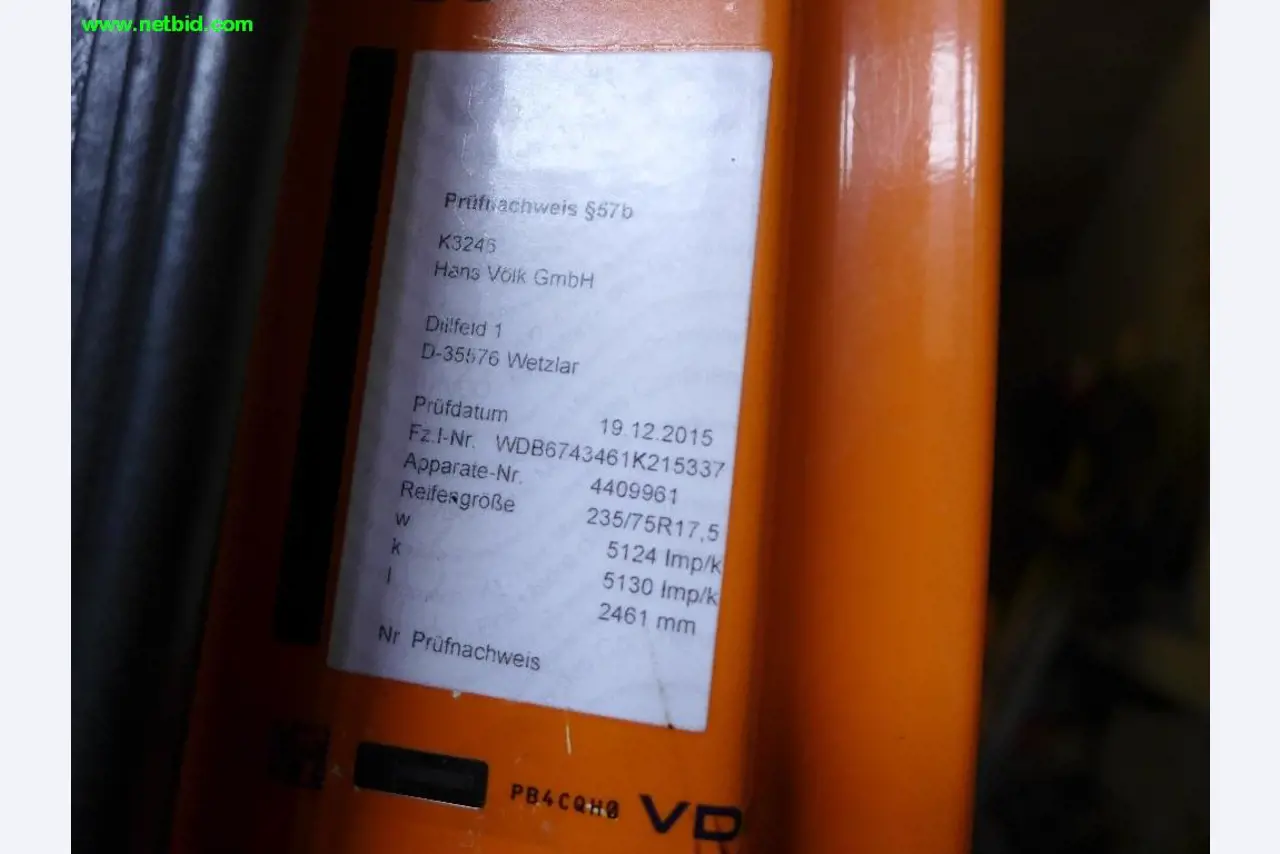 www.netbid.com
Prüfnachweis §57b
K3246
Hans Volk GmbH
Dillfeld 1
D-35576 Wetzlar
Prüfdatum 19.12.2015
Fz.I-Nr. WDB6743461K215337
Apparate-Nr. 4409961
Reifengröße 235/75R17,5
w 5124 Imp/k
k 5130 Imp/k
l 2461 mm
Nr Prüfnachweis
PB4CQH0 VD